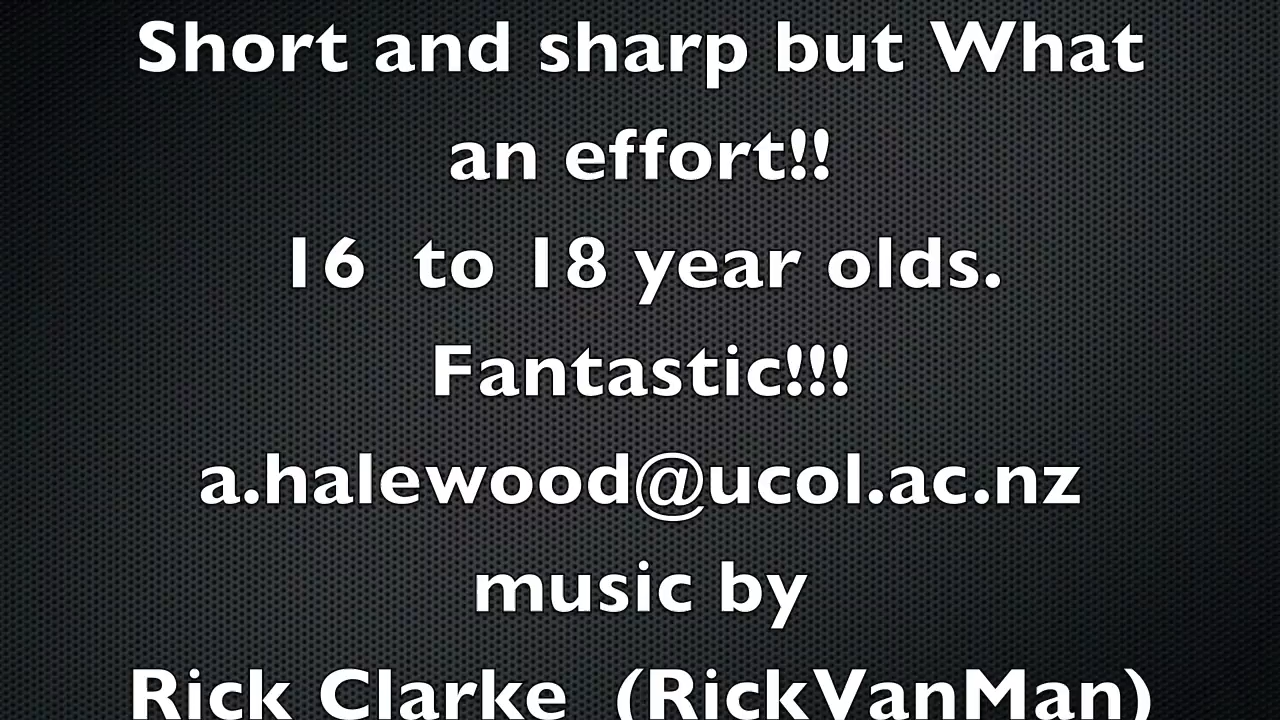 Short and sharp but What
an effort!!
16  to 18 year olds.
Fantastic!!!
a.halewood@ucol.ac.nz
music by
Rick Clarke  (RickVanMan)